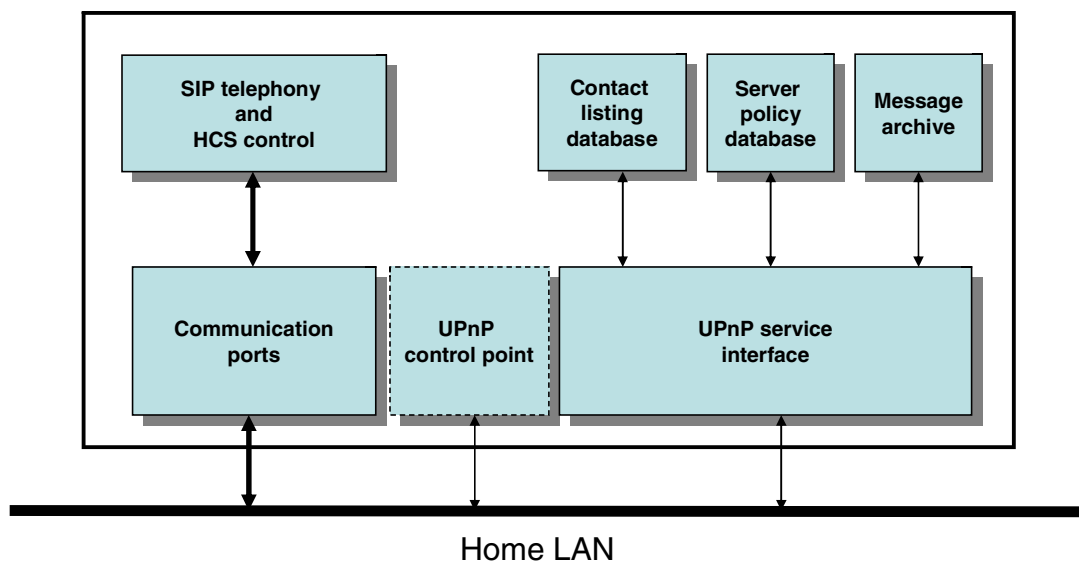 SIP telephony
and
HCS control
Contact
listing
database
Server
policy
database
Message
archive
Communication
ports
UPnP
control point
UPnP service
interface
Home LAN